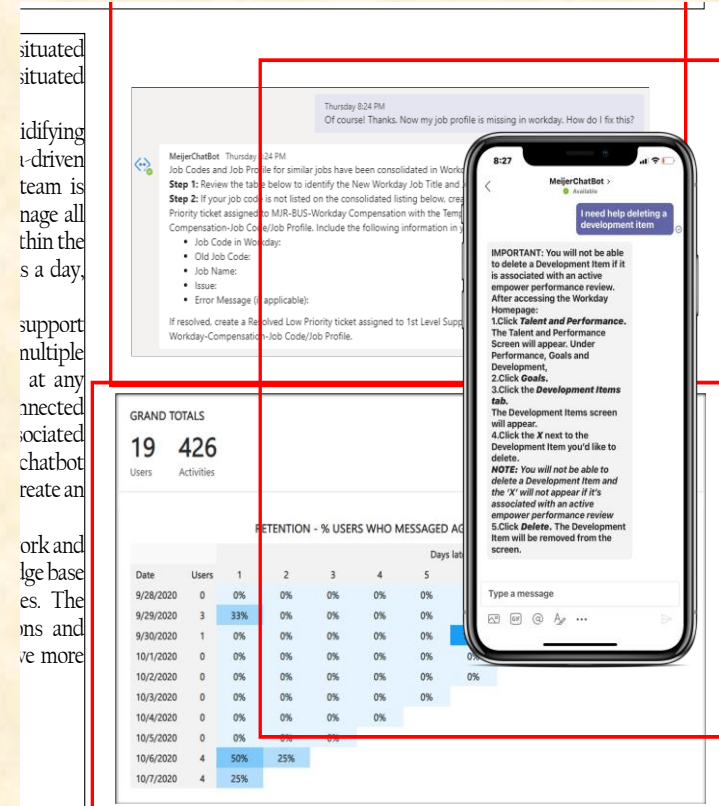 situated
situated
idifying
-driven
team is
nage all
thin the
s a day,
support
multiple
at any
nnected
sociated
chatbot
reate an
ork and
dge base
es. The
ons and
ve more
Thursday 8:24 PM
Of course! Thanks. Now my job profile is missing in workday. How do I fix this?
MeijerChatBot Thursday 8:24 PM
Job Codes and Job Profile for similar jobs have been consolidated in
Step 1: Review the table below to identify the New Workday Job Title and
Step 2: If your job code is not listed on the consolidated listing below,
Priority ticket assigned to MJR-BUS-Workday Compensation with the
Compensation-Job Code/Job Profile. Include the following information in
• Job Code in Workday:
• Old Job Code:
• Job Name:
• Issue:
• Error Message (if applicable):
If resolved, create a Resolved Low Priority ticket assigned to 1st Level
Workday-Compensation-Job Code/Job Profile.
8:27
MeijerChatBot >
Available
I need help deleting a
development item
IMPORTANT: You will not be able
to delete a Development Item if it
is associated with an active
empower performance review.
After accessing the Workday
Homepage:
1.Click Talent and Performance.
The Talent and Performance
Screen will appear. Under
Performance, Goals and
Development,
2.Click Goals.
3.Click the Development Items
tab.
The Development Items screen
will appear.
4.Click the X next to the
Development Item you'd like to
delete.
NOTE: You will not be able to
delete a Development Item and
the 'X' will not appear if it's
associated with an active
empower performance review
5.Click Delete. The Development
Item will be removed from the
screen.
Type a message
GIF
GRAND TOTALS
19 426
Users Activities
RETENTION - % USERS WHO MESSAGED
Days
Date Users 1 2 3 4 5
9/28/2020 0 0% 0% 0% 0% 0%
9/29/2020 3 33% 0% 0% 0% 0%
9/30/2020 1 0% 0% 0% 0% 0%
10/1/2020 0 0% 0% 0% 0% 0% 0%
10/2/2020 0 0% 0% 0% 0% 0% 0%
10/3/2020 0 0% 0% 0% 0% 0%
10/4/2020 0 0% 0% 0% 0%
10/5/2020 0 0% 0% 0%
10/6/2020 4 50% 25%
10/7/2020 4 25%